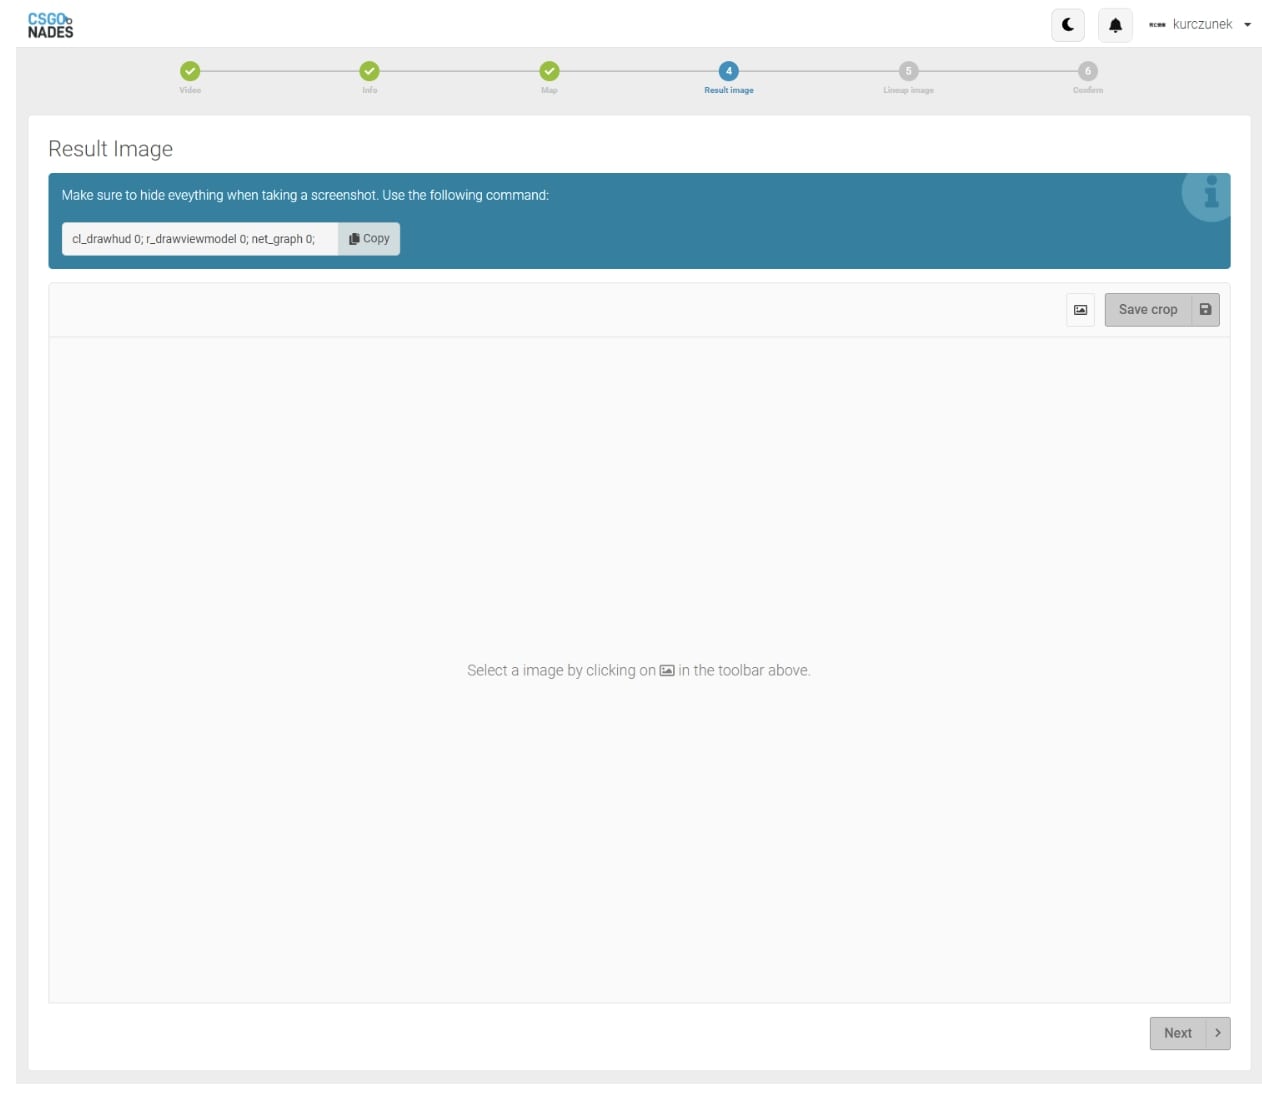 CSGO
NADES
kurczunek
4
5
6
Video
Info
Map
Result image
Lineup image
Confirm
Result Image
Make sure to hide eveything when taking a screenshot. Use the following command:
cl_drawhud 0; r_drawviewmodel 0; net_graph 0;
Copy
Save crop
Select a image by clicking on in the toolbar above.
Next